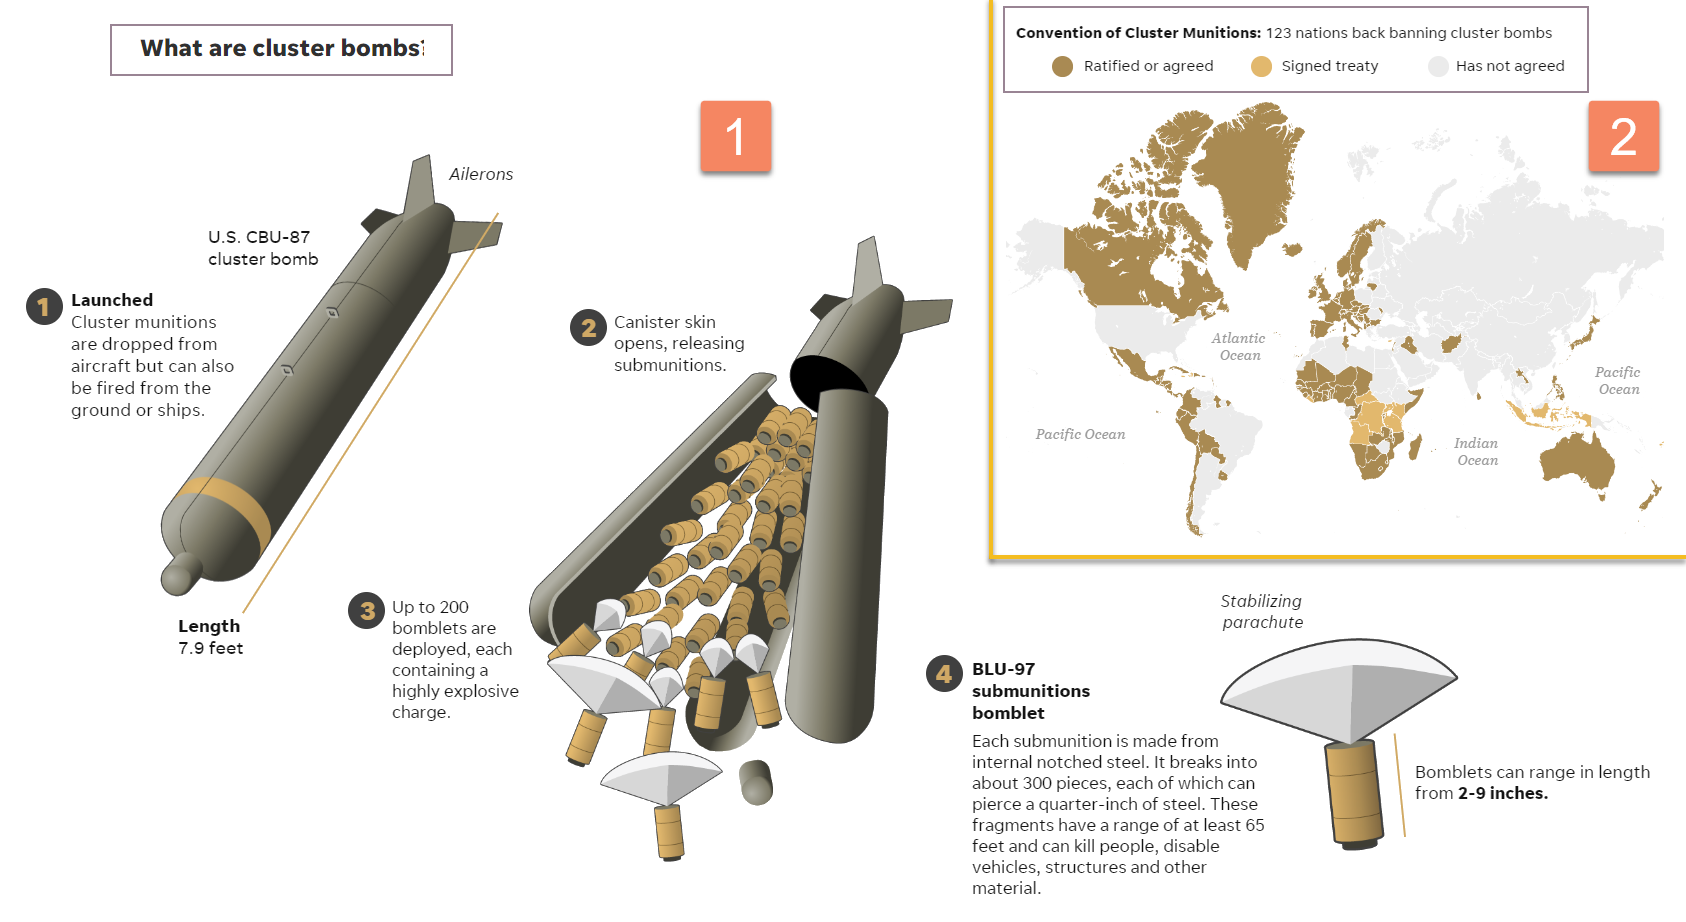 What are cluster bombs?
1
Ailerons
U.S. CBU-87
cluster bomb
1
Launched
Cluster munitions
are dropped from
aircraft but can also
be fired from the
ground or ships.
Length
7.9 feet
2
Canister skin
opens, releasing
submunitions.
3
Up to 200
bomblets are
deployed, each
containing a
highly explosive
charge.
Convention of Cluster Munitions: 123 nations back banning cluster bombs
Ratified or agreed
Signed treaty
Has not agreed
2
Atlantic
Ocean
Pacific
Ocean
Pacific Ocean
Indian
Ocean
Stabilizing
parachute
4
BLU-97
submunitions
bomblet
Each submunition is made from
internal notched steel. It breaks into
about 300 pieces, each of which can
pierce a quarter-inch of steel. These
fragments have a range of at least 65
feet and can kill people, disable
vehicles, structures and other
material.
Bomblets can range in length
from 2-9 inches.